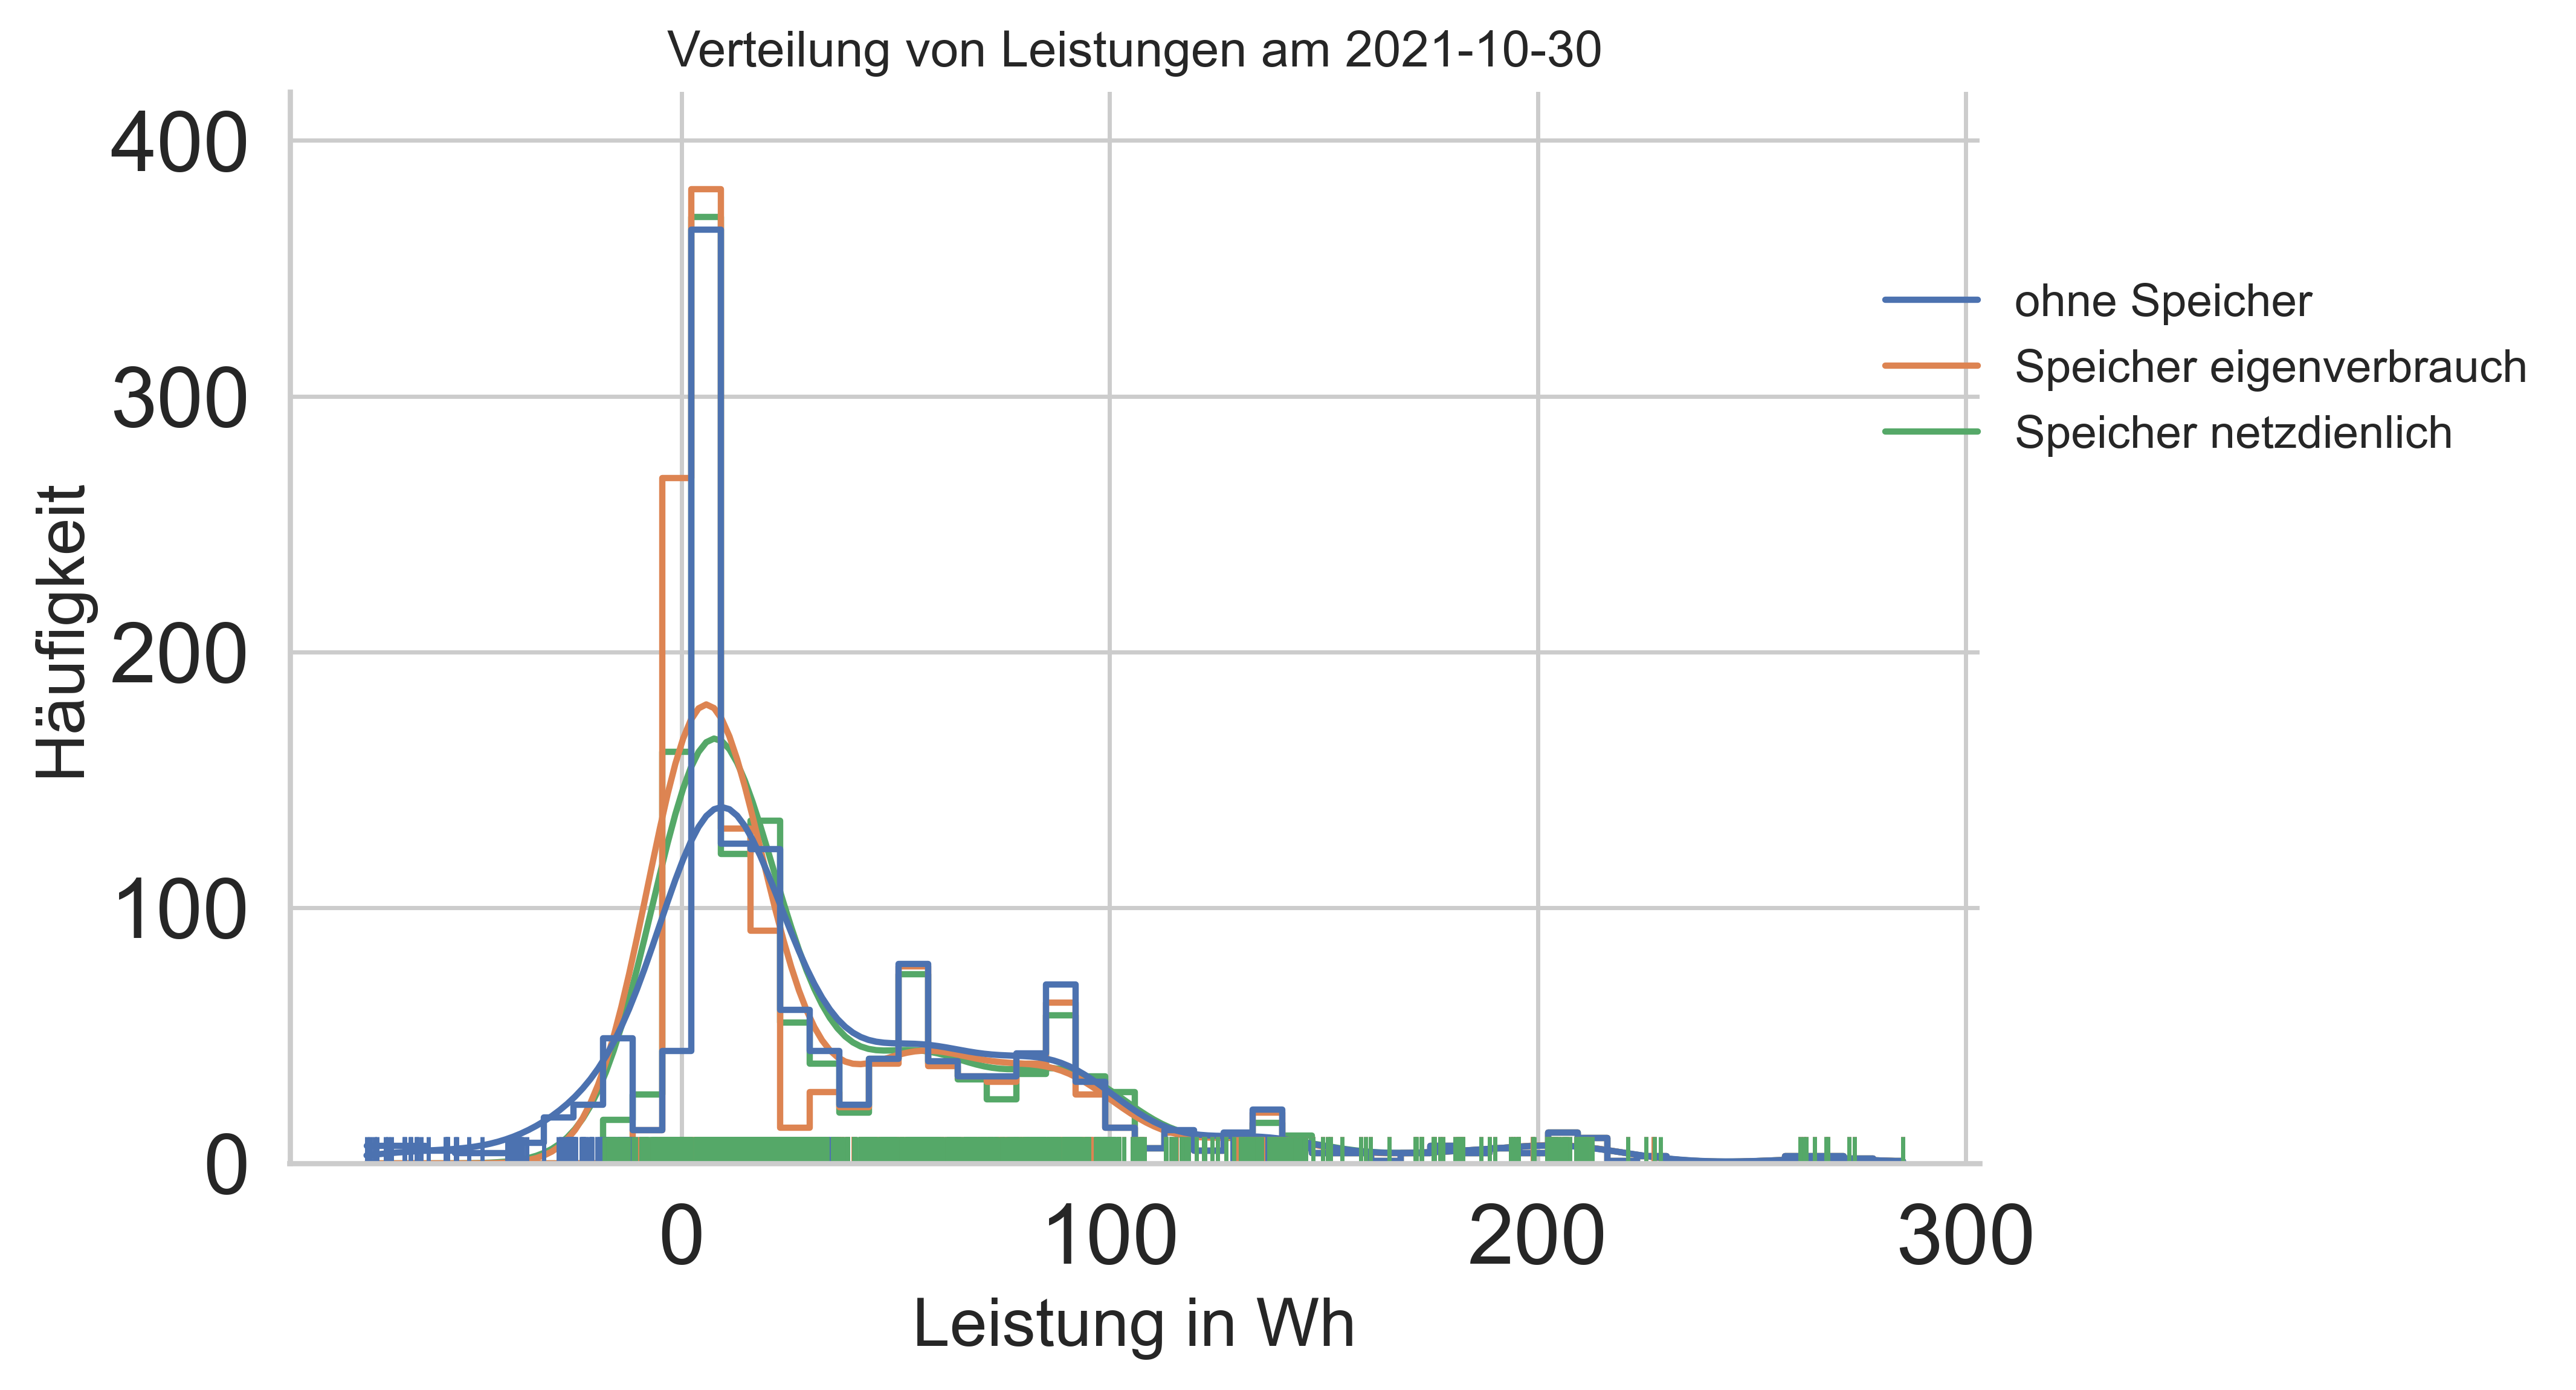 Verteilung von Leistungen am 2021-10-30
400
300
200
100
0
Häufigkeit
ohne Speicher
Speicher eigenverbrauch
Speicher netzdienlich
0 100 200 300
Leistung in Wh